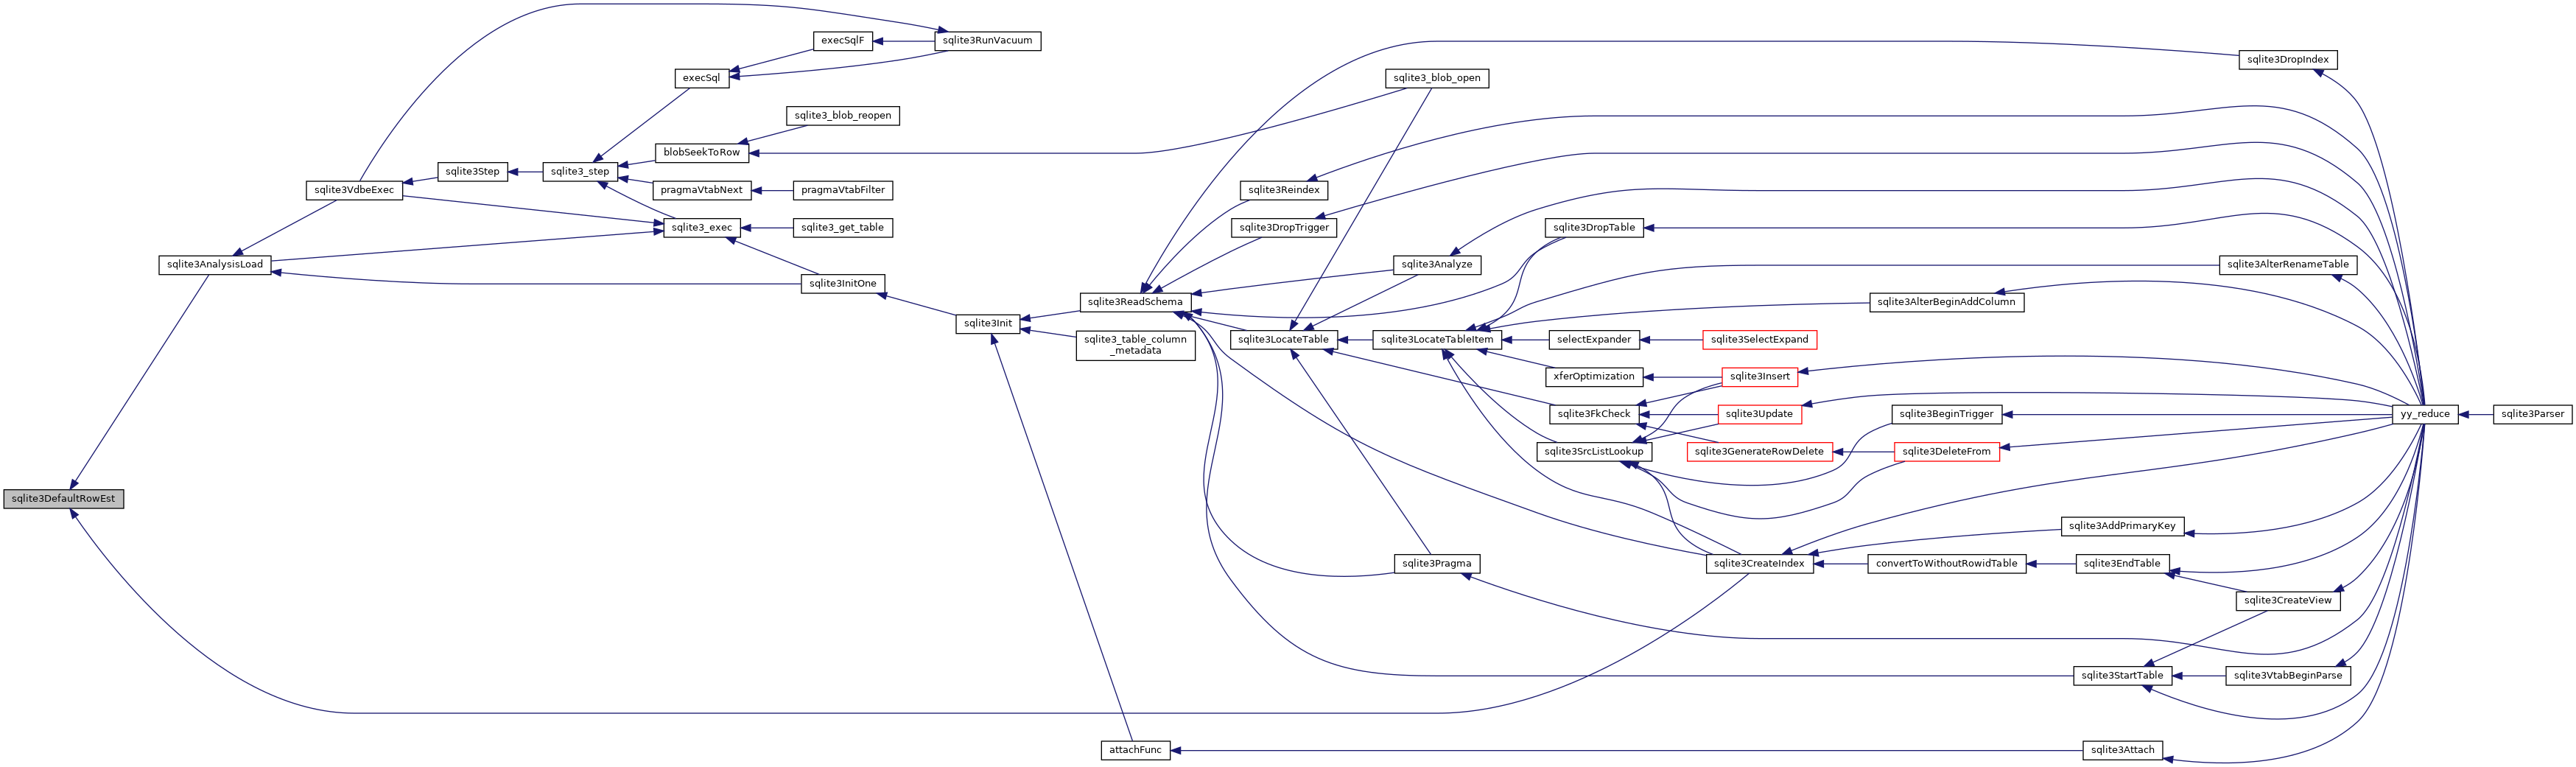 execSqlF
sqlite3RunVacuum
sqlite3DropIndex
execSql
sqlite3_blob_open
sqlite3_blob_reopen
blobSeekToRow
sqlite3Step
sqlite3_step
sqlite3VdbeExec
pragmaVtabNext
pragmaVtabFilter
sqlite3Reindex
sqlite3_exec
sqlite3_get_table
sqlite3DropTrigger
sqlite3DropTable
sqlite3AnalysisLoad
sqlite3Analyze
sqlite3AlterRenameTable
sqlite3InitOne
sqlite3ReadSchema
sqlite3AlterBeginAddColumn
sqlite3Init
sqlite3_table_column
_metadata
sqlite3LocateTable
sqlite3LocateTableItem
selectExpander
sqlite3SelectExpand
xferOptimization
sqlite3Insert
sqlite3FkCheck
sqlite3Update
sqlite3BeginTrigger
yy_reduce
sqlite3Parser
sqlite3SrcListLookup
sqlite3GenerateRowDelete
sqlite3DeleteFrom
sqlite3DefaultRowEst
sqlite3AddPrimaryKey
sqlite3Pragma
sqlite3CreateIndex
convertToWithoutRowidTable
sqlite3EndTable
sqlite3CreateView
sqlite3StartTable
sqlite3VtabBeginParse
attachFunc
sqlite3Attach